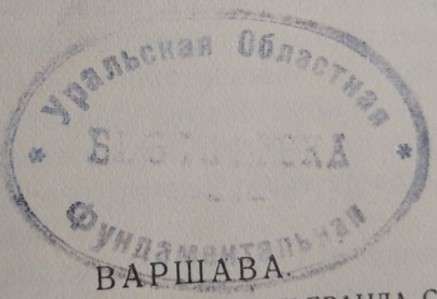 Уральская Областная
БИБЛИОТЕКА
Фундаментальная
ВАРШАВА.